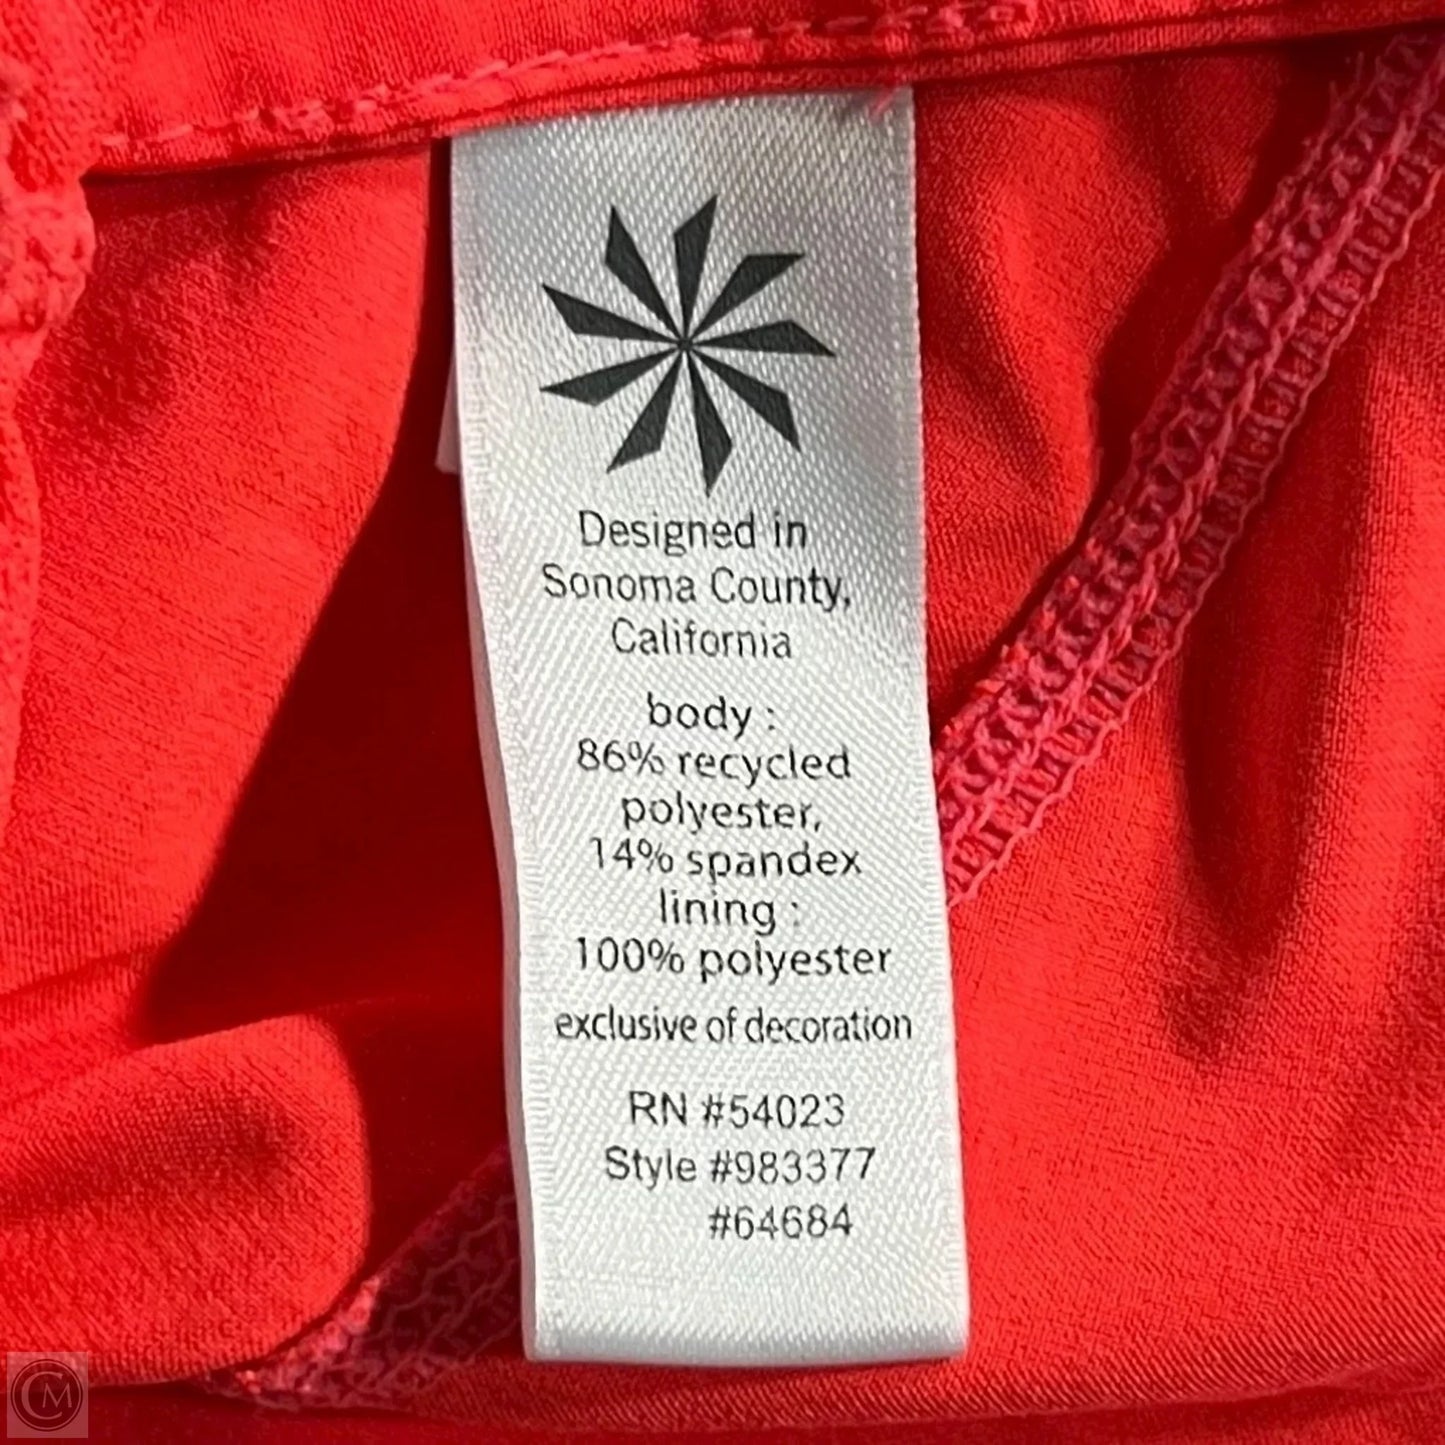 Designed in
Sonoma County,
California
body :
86% recycled
polyester,
14% spandex
lining :
100% polyester
exclusive of decoration
RN #54023
Style #983377
#64684
CM